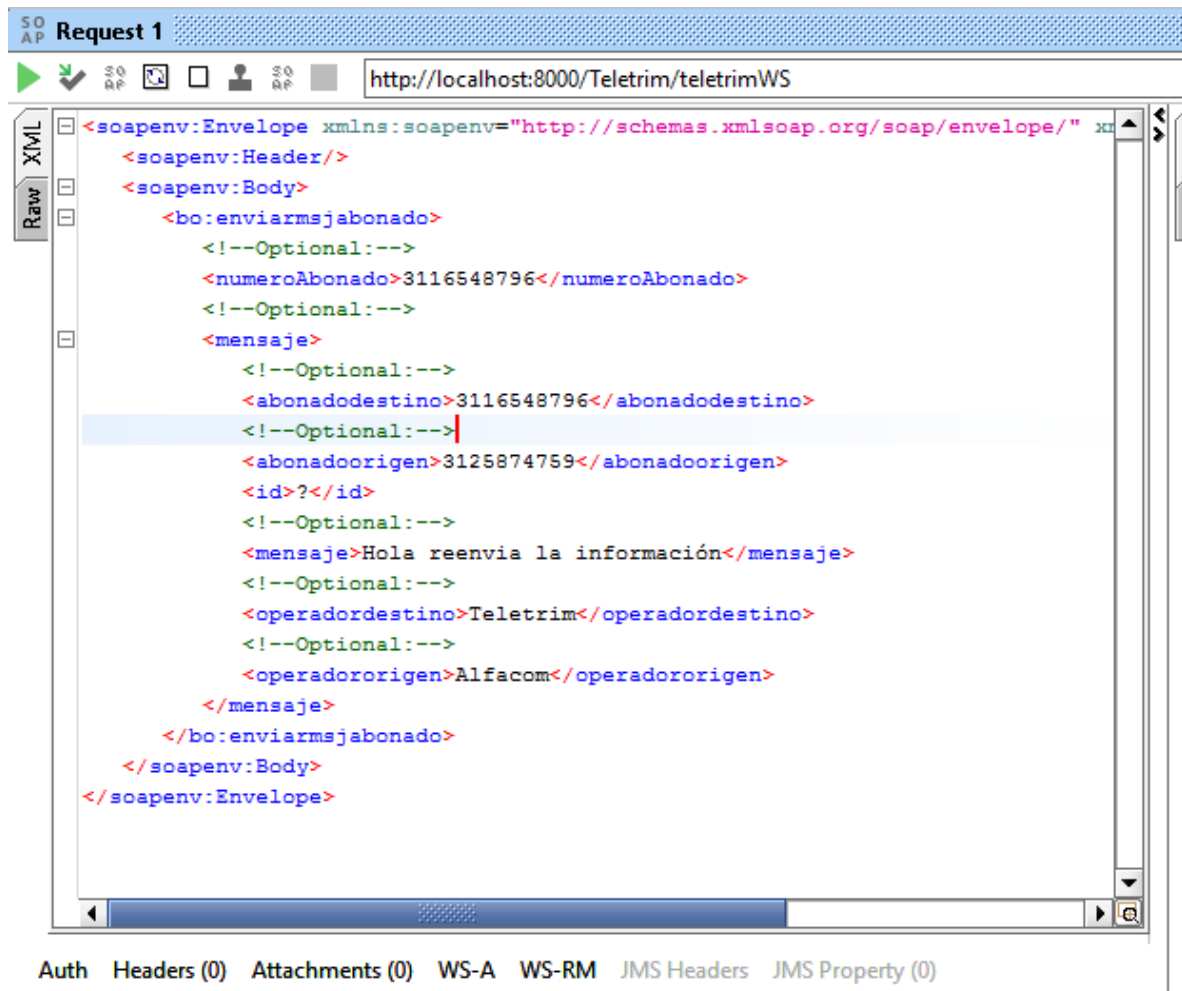 SOAP Request 1
SOAP SOAP http://localhost:8000/Teletrim/teletrimWS
XML
Raw
<soapenv:Envelope xmlns:soapenv="http://schemas.xmlsoap.org/soap/envelope/"
<soapenv:Header/>
<soapenv:Body>
<bo:enviarmsjabonado>
<!--Optional:-->
<numeroAbonado>3116548796</numeroAbonado>
<!--Optional:-->
<mensaje>
<!--Optional:-->
<abonadodestino>3116548796</abonadodestino>
<!--Optional:-->
<abonadoorigen>3125874759</abonadoorigen>
<id>?</id>
<!--Optional:-->
<mensaje>Hola reenvia la información</mensaje>
<!--Optional:-->
<operadordestino>Teletrim</operadordestino>
<!--Optional:-->
<operadororigen>Alfacom</operadororigen>
</mensaje>
</bo:enviarmsjabonado>
</soapenv:Body>
</soapenv:Envelope>
Auth Headers (0) Attachments (0) WS-A WS-RM JMS Headers JMS Property (0)